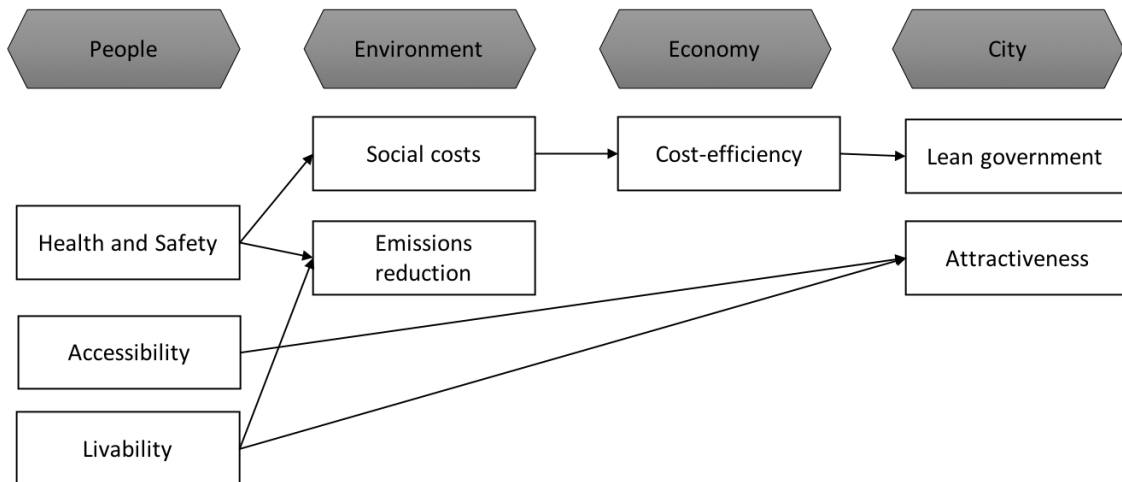 People
Environment
Economy
City
Social costs
Cost-efficiency
Lean government
Health and Safety
Emissions
reduction
Attractiveness
Accessibility
Livability